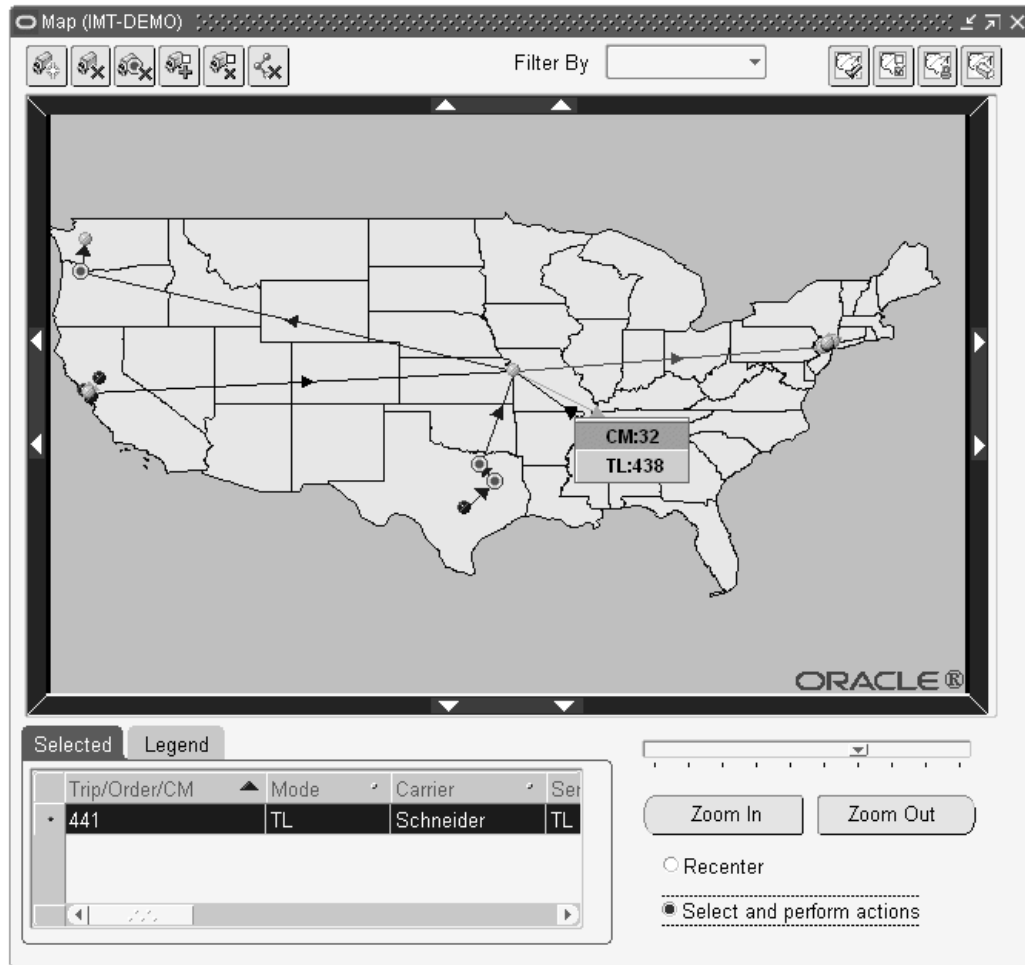 Map (IMT-DEMO)
Filter By
CM:32
TL:438
ORACLE ®
Selected Legend
Trip/Order/CM Mode Carrier Ser
441 TL Schneider TL
Zoom In Zoom Out
Recenter
Select and perform actions